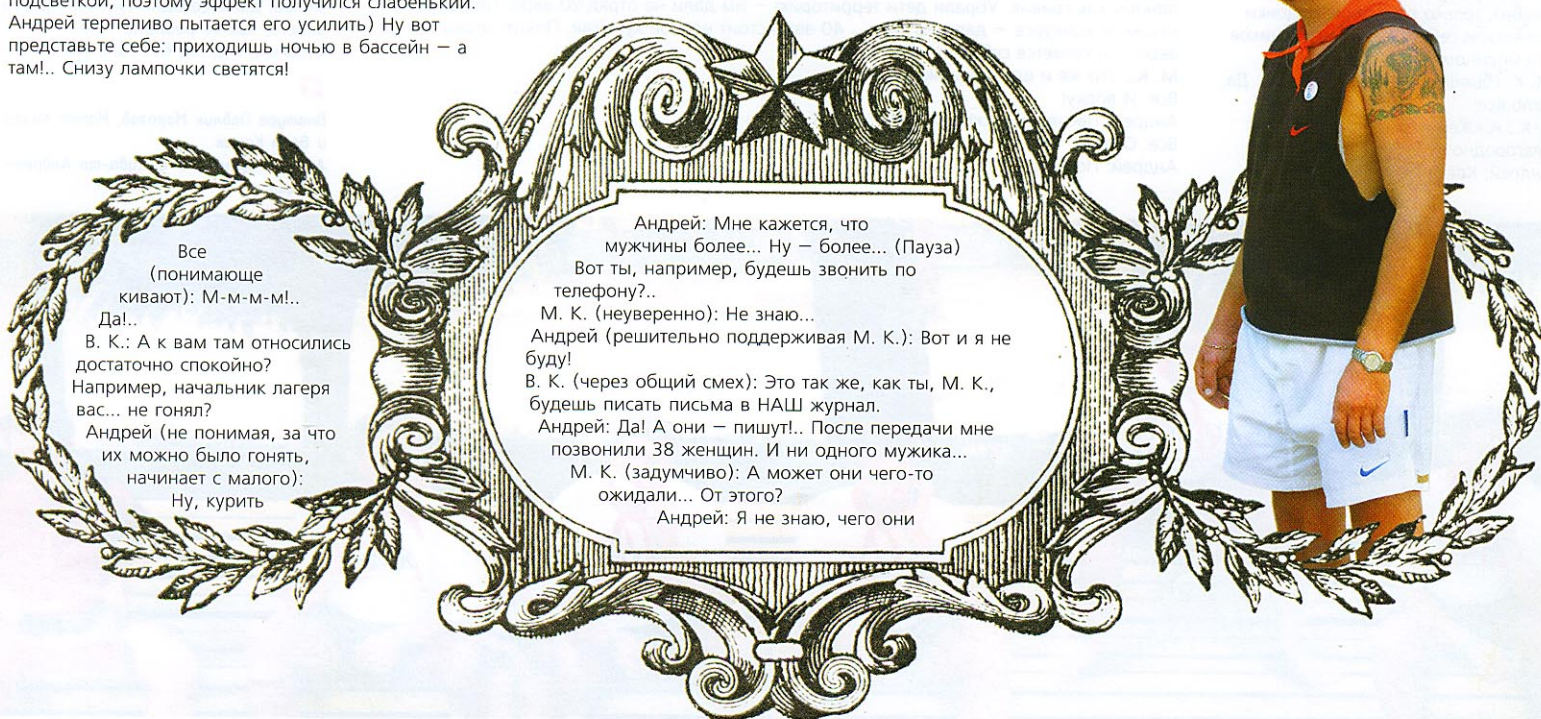 подсветкой, поэтому эффект получился слабенький.
Андрей терпеливо пытается его усилить) Ну вот
представьте себе: приходишь ночью в бассейн — а
там!.. Снизу лампочки светятся!
Все
(понимающе
кивают): М-м-м-м!..
Да!..
В. К.: А к вам там относились
достаточно спокойно?
Например, начальник лагеря
вас... не гонял?
Андрей (не понимая, за что
их можно было гонять,
начинает с малого):
Ну, курить
Андрей: Мне кажется, что
мужчины более... Ну — более... (Пауза)
Вот ты, например, будешь звонить по
телефону?..
М. К. (неуверенно): Не знаю...
Андрей (решительно поддерживая М. К.): Вот и я не
буду!
В. К. (через общий смех): Это так же, как ты, М. К.,
будешь писать письма в НАШ журнал.
Андрей: Да! А они — пишут!.. После передачи мне
позвонили 38 женщин. И ни одного мужика...
М. К. (задумчиво): А может они чего-то
ожидали... От этого?
Андрей: Я не знаю, чего они